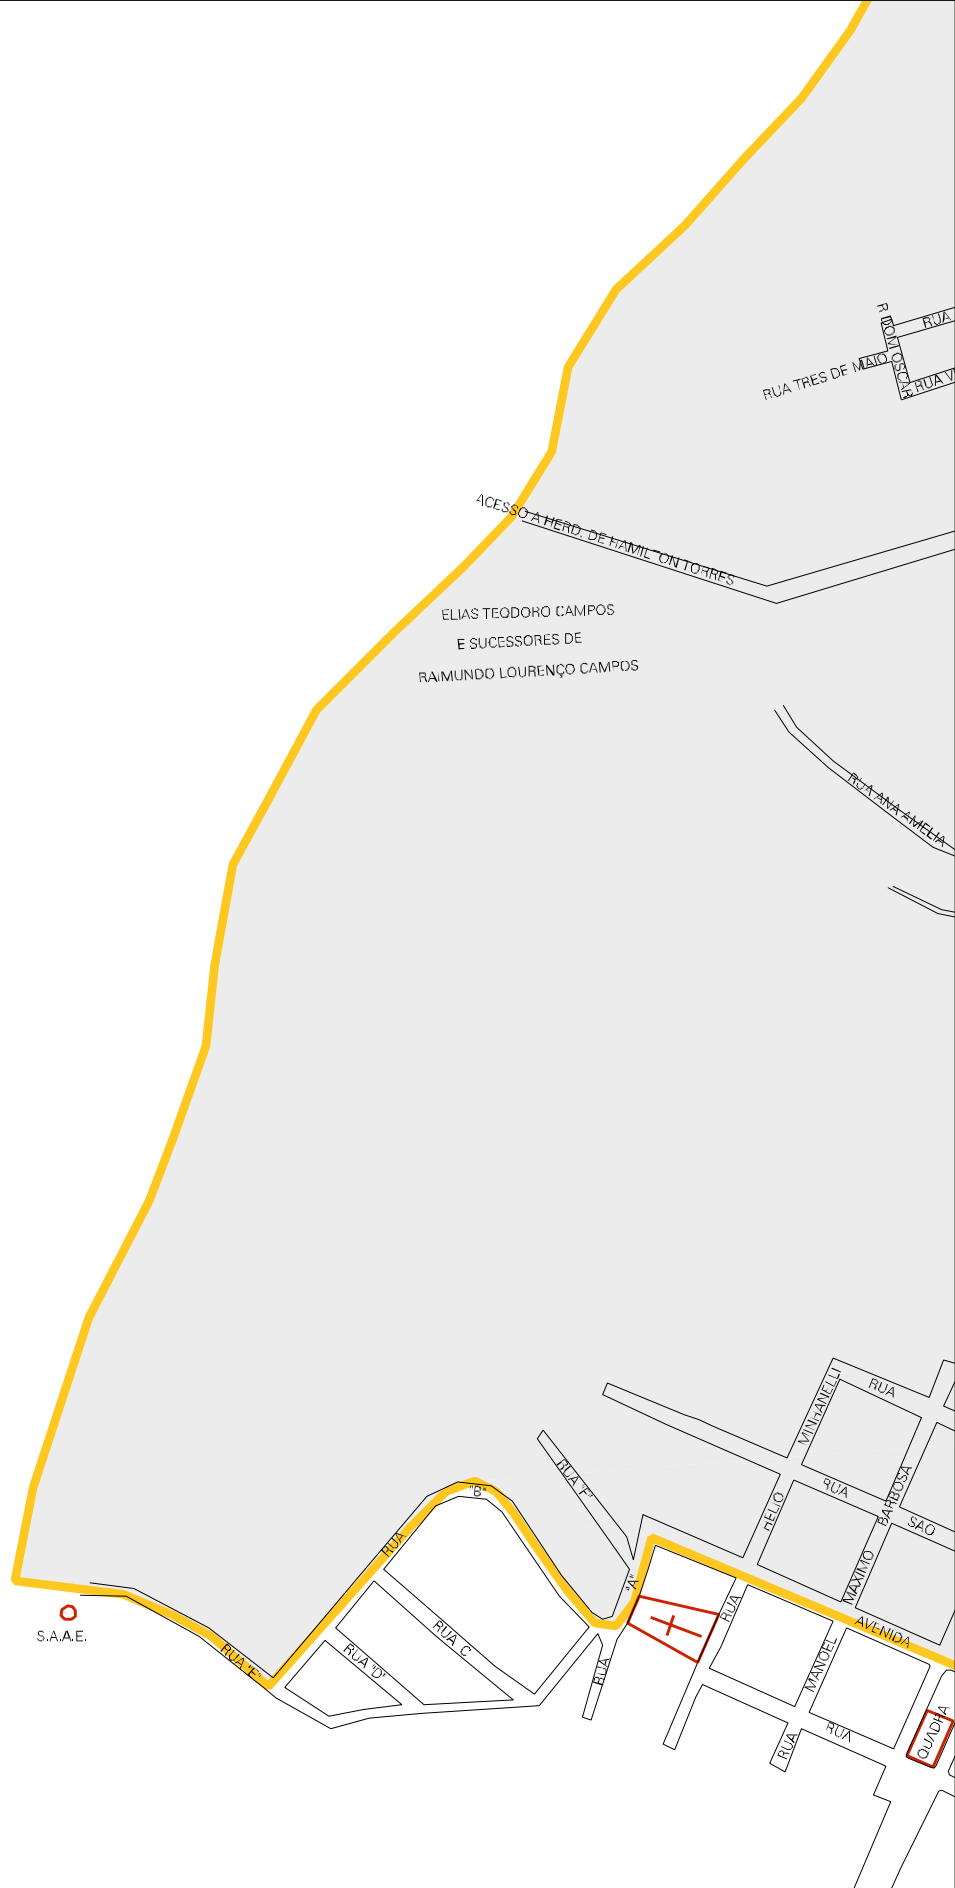 R DOM OSCAR
RUA
RUA TRES DE MAIO
RUA V
ACESSO A HERD. DE HAMILTON TORRES
ELIAS TEODORO CAMPOS
E SUCESSORES DE
RAIMUNDO LOURENÇO CAMPOS
RUA ANA AMELIA
MINHANELLI
RUA
RUA "F"
"B"
RUA
BARBOSA
HELIO
SAO
RUA
"A"
MAXIMO
RUA
AVENIDA
S.A.A.E.
RUA "E"
RUA C
RUA "D"
RUA
MANOEL
QUADRA
RUA
RUA